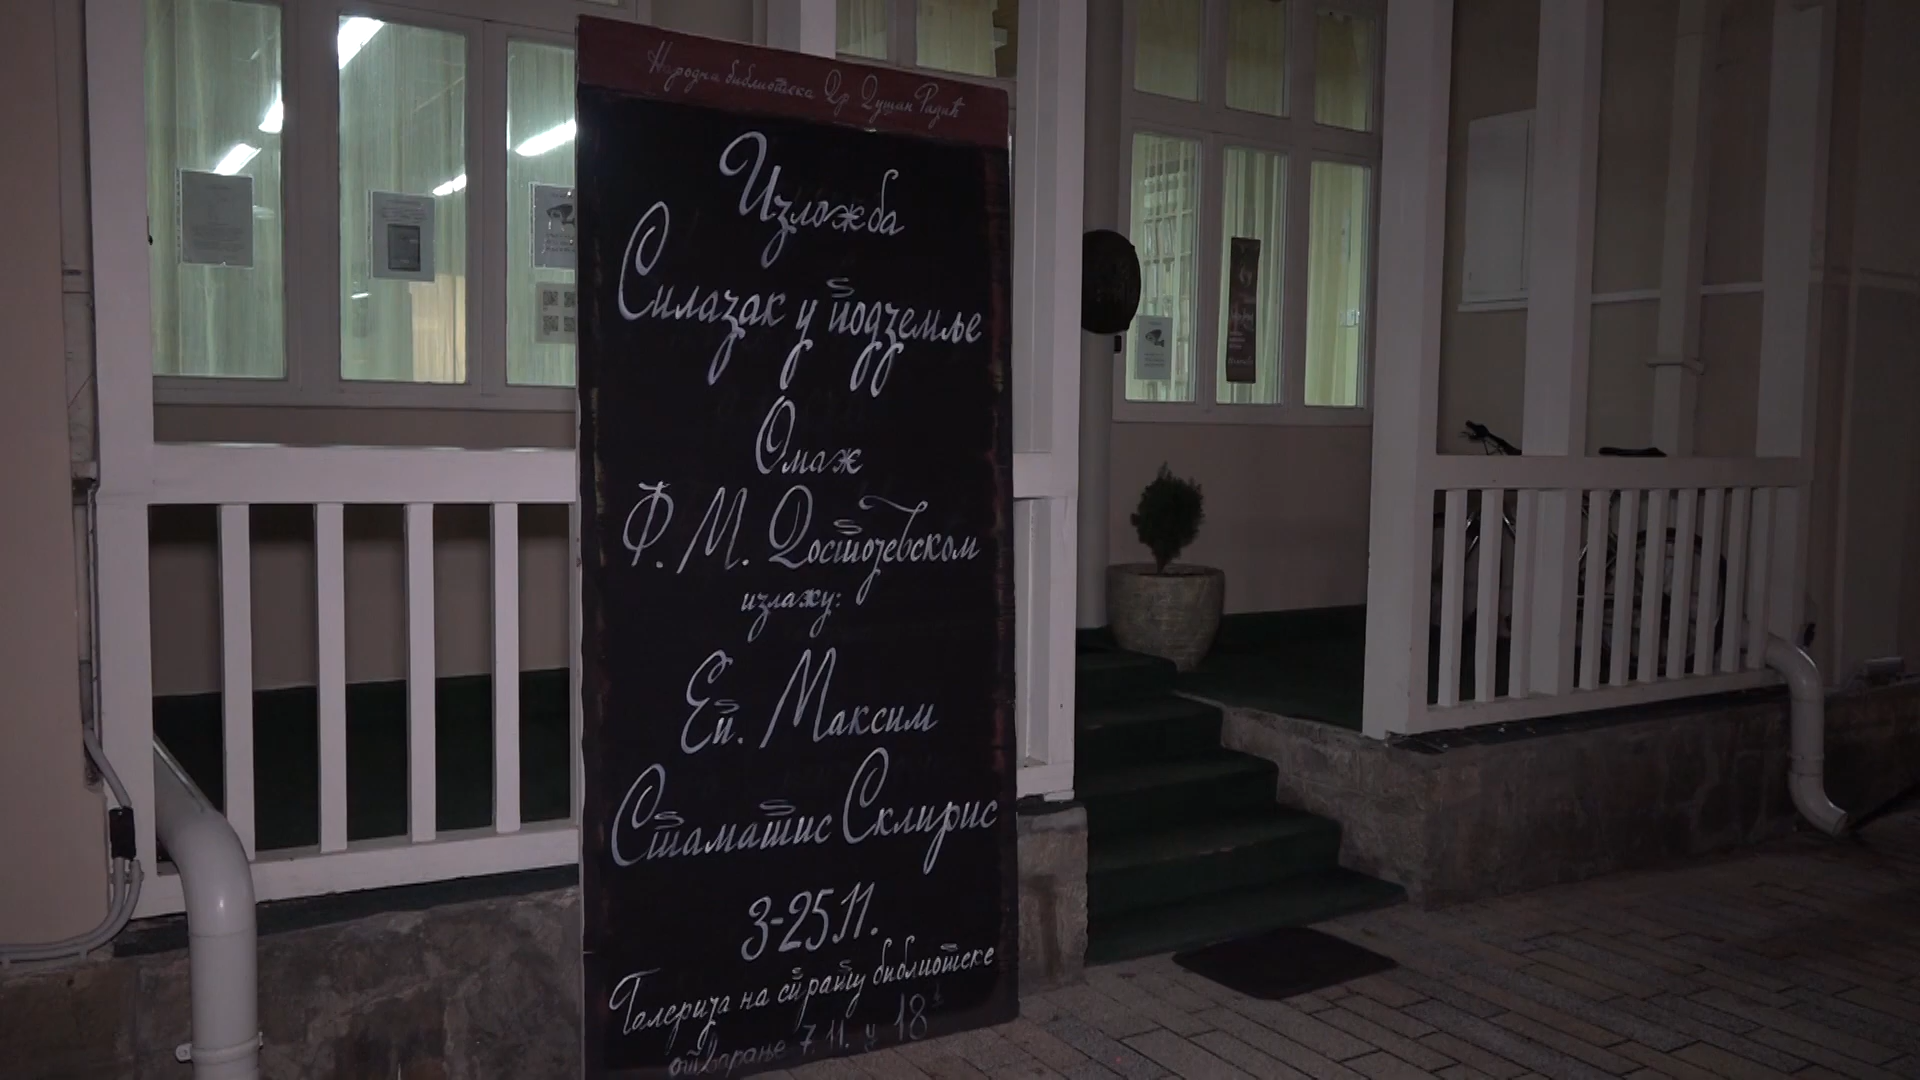 Народна библиотека Др Душан Радић
Изложба
Силазак у подземље
Омаж
Ф. М. Достојевском
излажу:
Еп. Максим
Стаматис Склирис
3-25 11.
Галерија на спрату библиотеке
отварање 7. 11. у 18ʰ